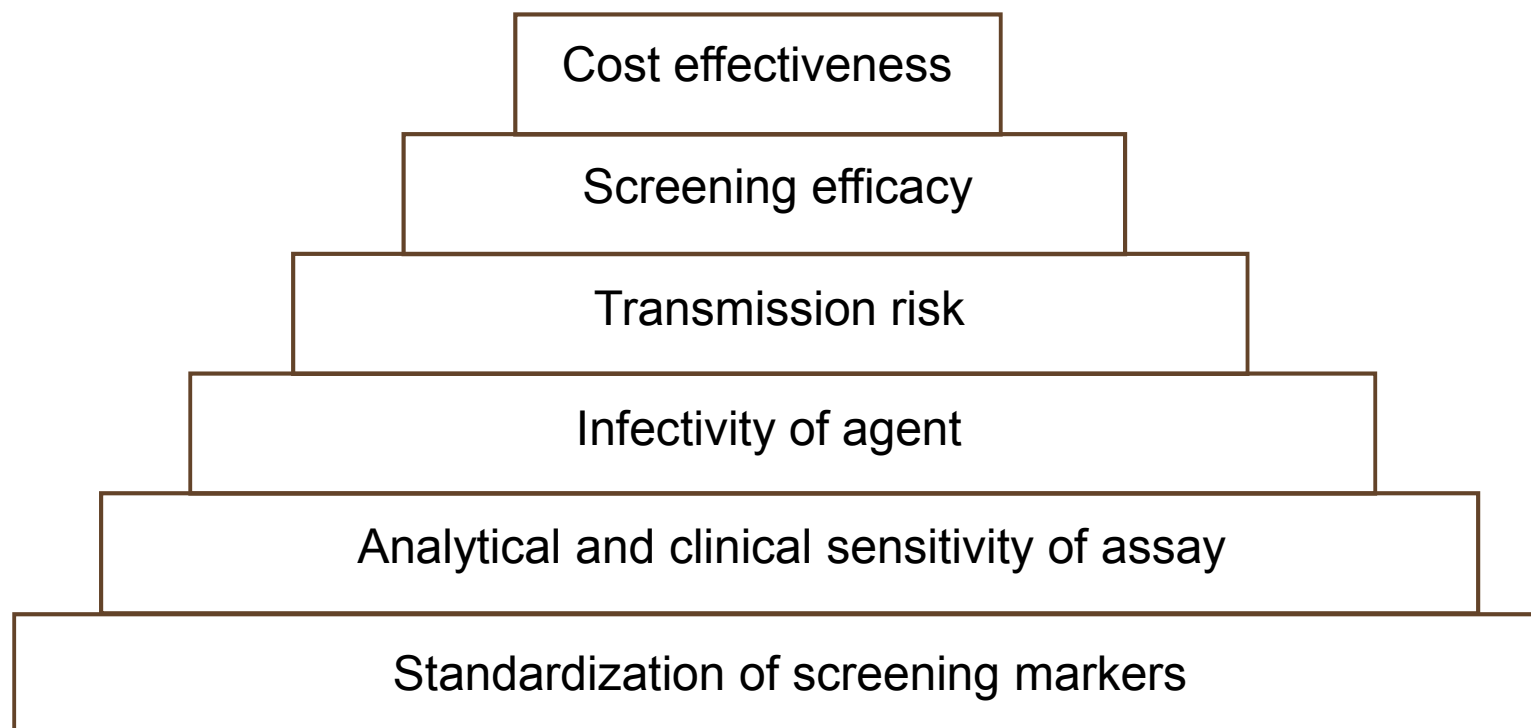 Cost effectiveness
Screening efficacy
Transmission risk
Infectivity of agent
Analytical and clinical sensitivity of assay
Standardization of screening markers